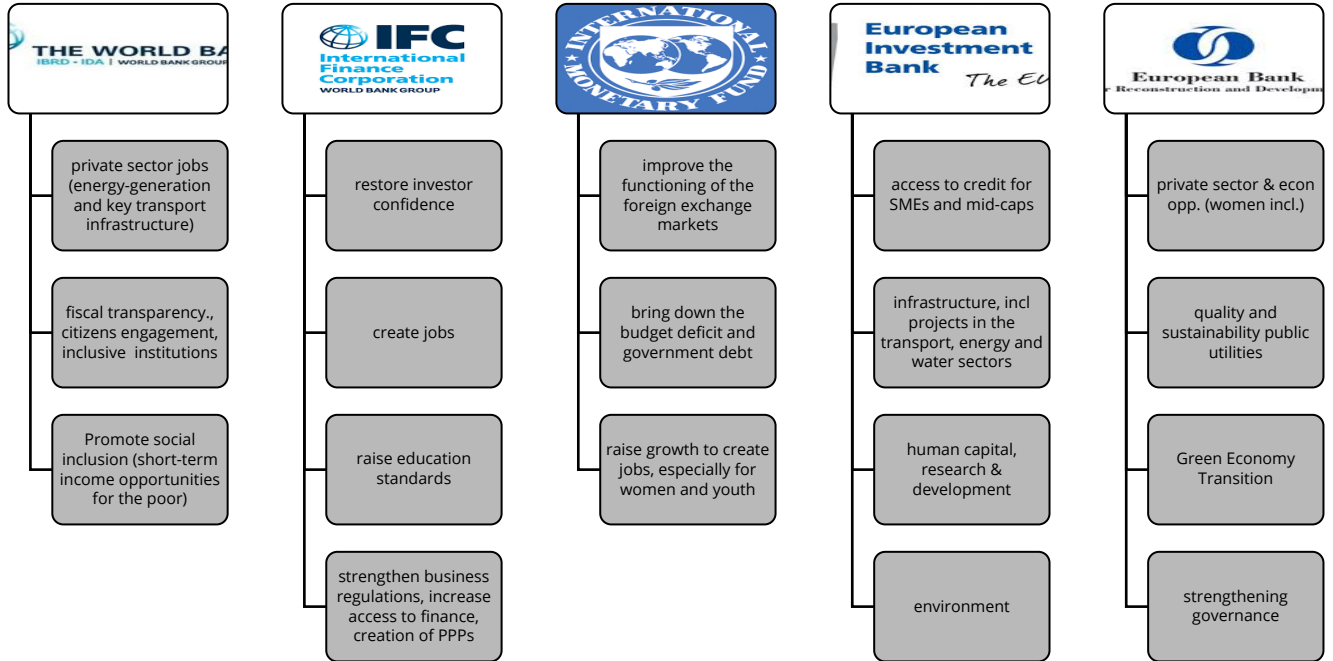 THE WORLD BA
IBRD • IDA | WORLD BANK GROUP
private sector jobs
(energy-generation
and key transport
infrastructure)
fiscal transparency.,
citizens engagement,
inclusive institutions
Promote social
inclusion (short-term
income opportunities
for the poor)
IFC
International
Finance
Corporation
WORLD BANK GROUP
restore investor
confidence
create jobs
raise education
standards
strengthen business
regulations, increase
access to finance,
creation of PPPs
INTERNATIONAL
MONETARY FUND
improve the
functioning of the
foreign exchange
markets
bring down the
budget deficit and
government debt
raise growth to create
jobs, especially for
women and youth
European
Investment
Bank
The EU
access to credit for
SMEs and mid-caps
infrastructure, incl
projects in the
transport, energy and
water sectors
human capital,
research &
development
environment
European Bank
r Reconstruction and Developm
private sector & econ
opp. (women incl.)
quality and
sustainability public
utilities
Green Economy
Transition
strengthening
governance